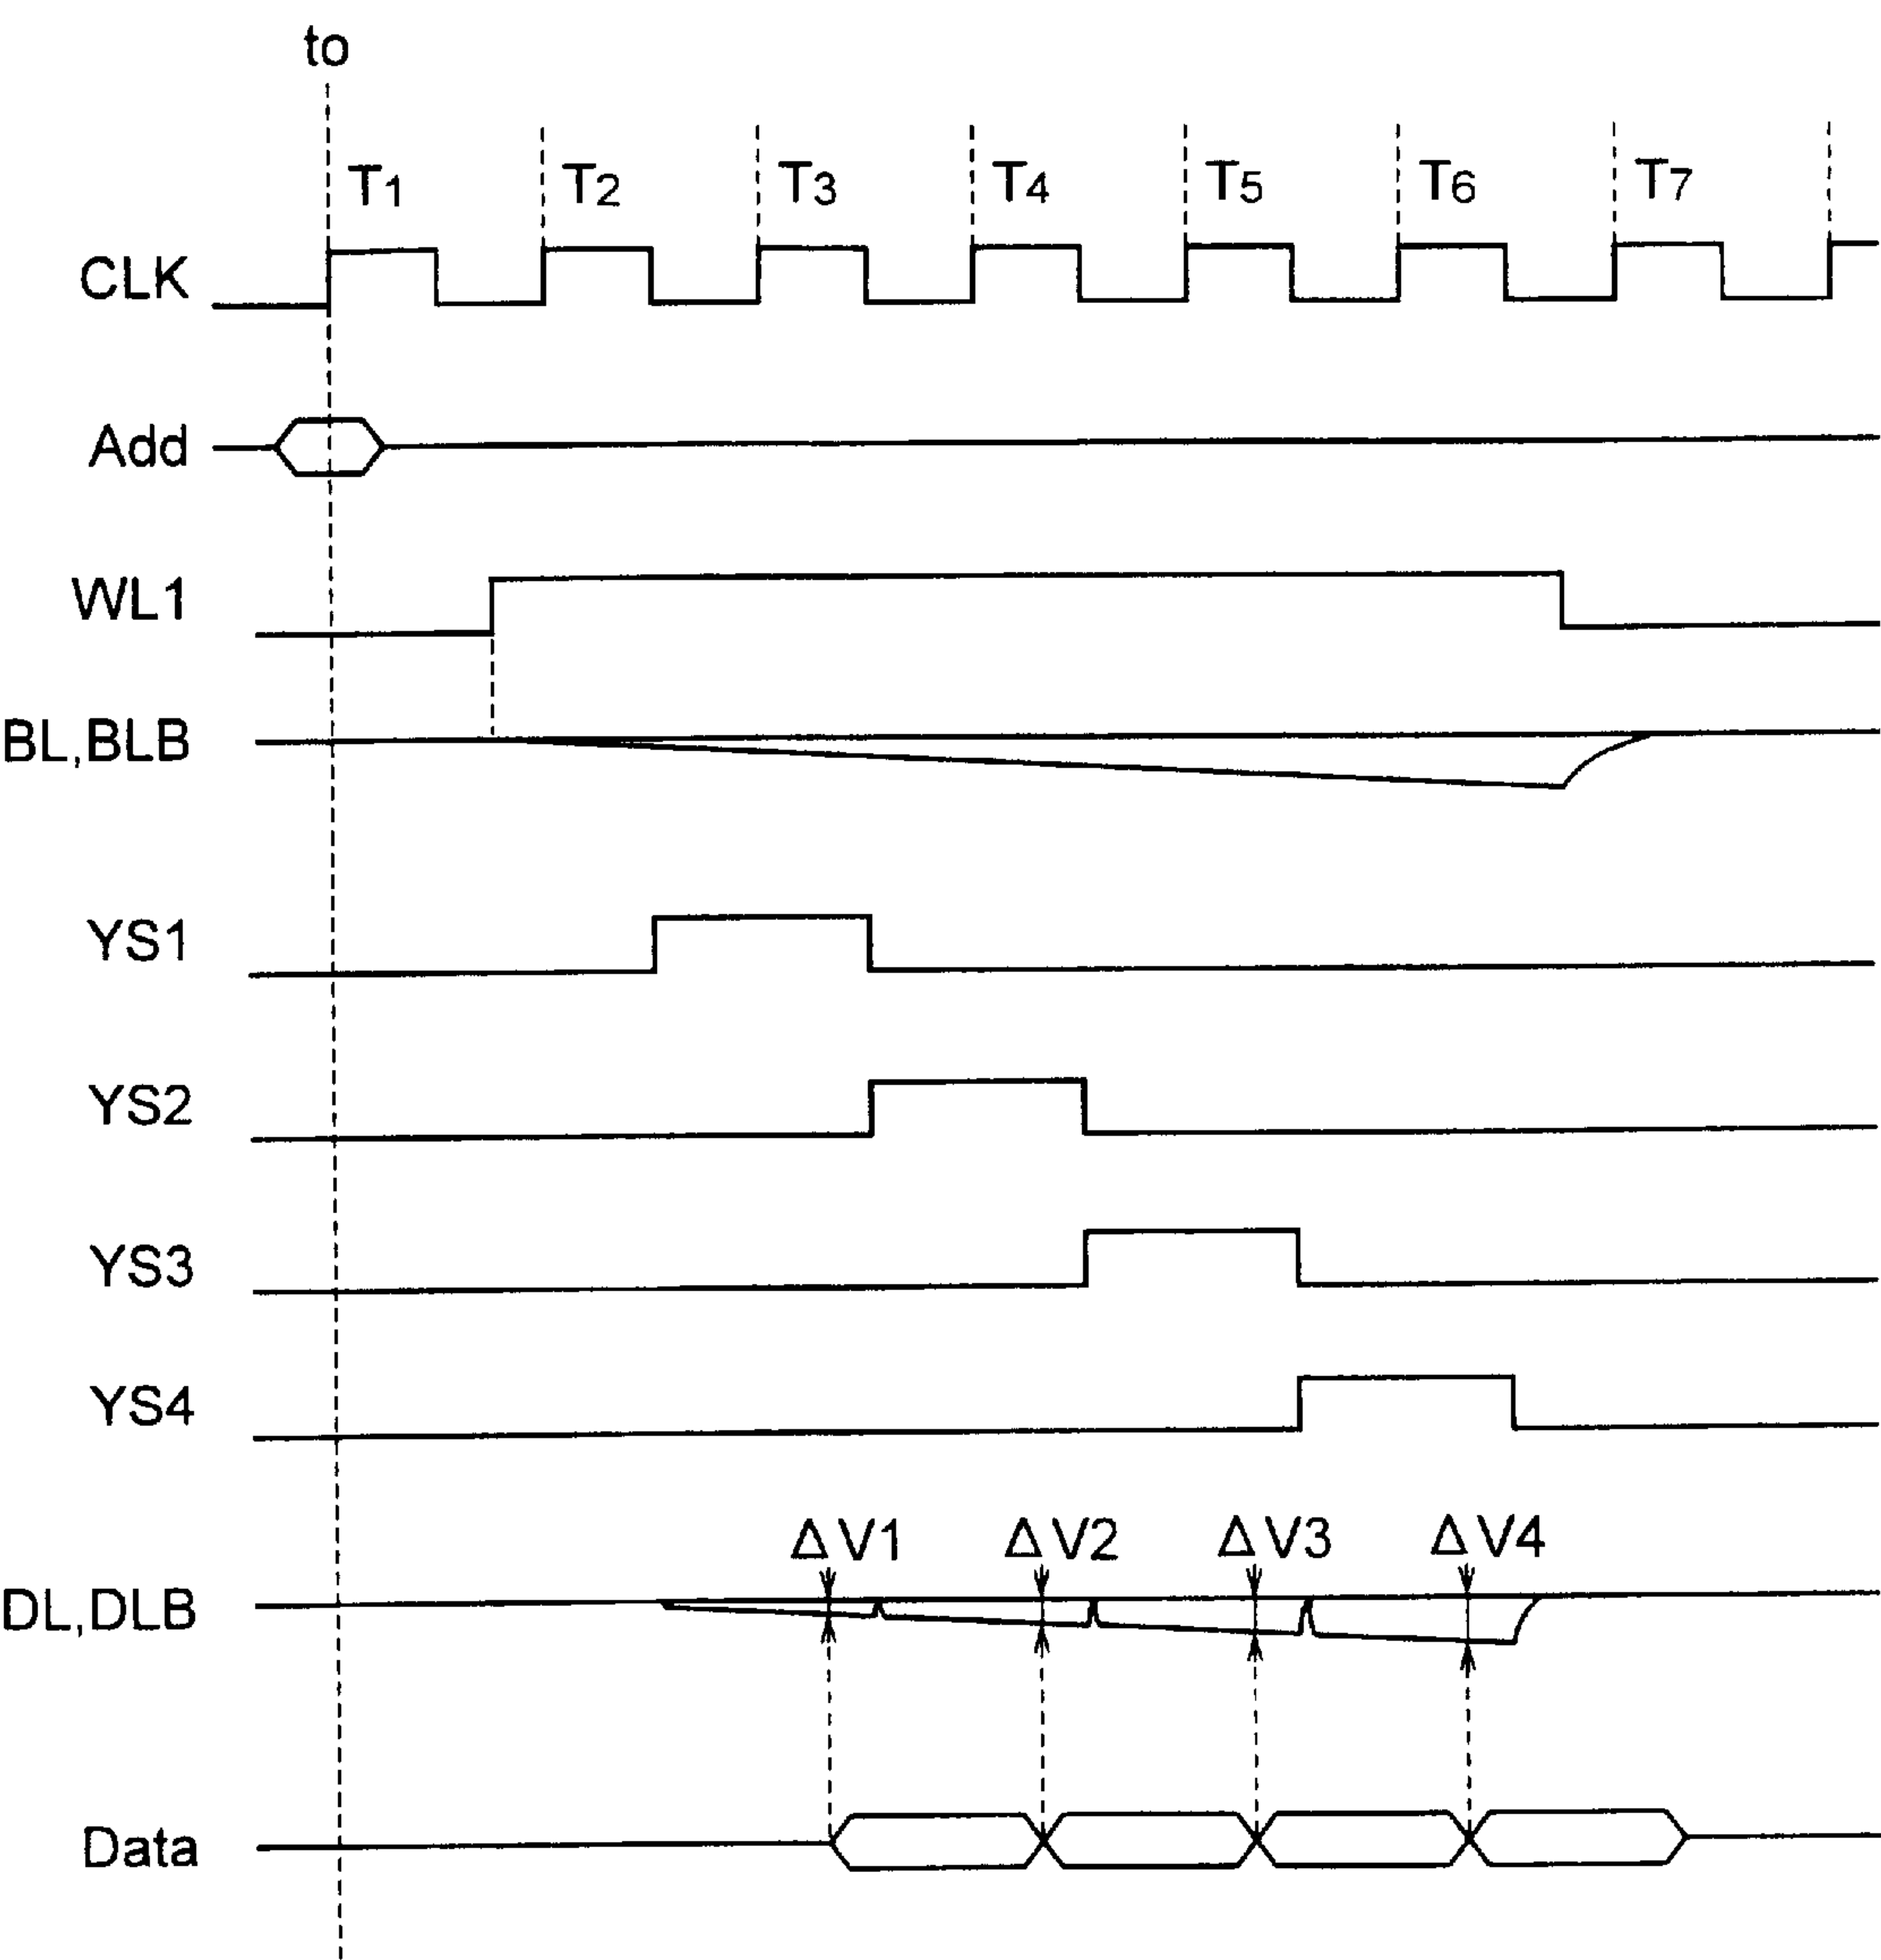 to
T1 T2 T3 T4 T5 T6 T7
CLK
Add
WL1
BL,BLB
YS1
YS2
YS3
YS4
ΔV1 ΔV2 ΔV3 ΔV4
DL,DLB
Data